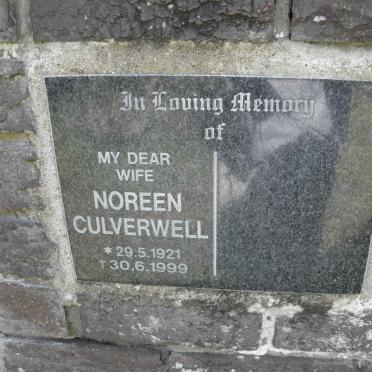 In Loving Memory
of
MY DEAR
WIFE
NOREEN
CULVERWELL
* 29.5.1921
† 30.6.1999